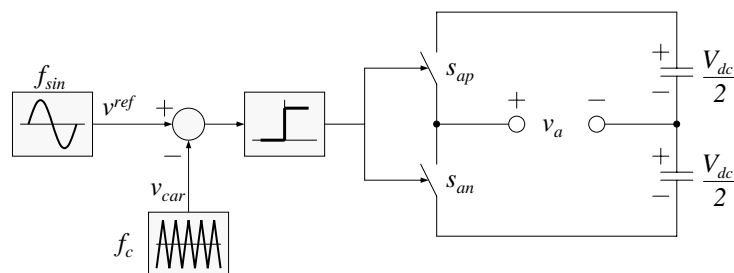 f_sin
v^ref
+
−
v_car
f_c
s_ap
s_an
+ v_a −
+
−
V_dc
2
+
−
V_dc
2